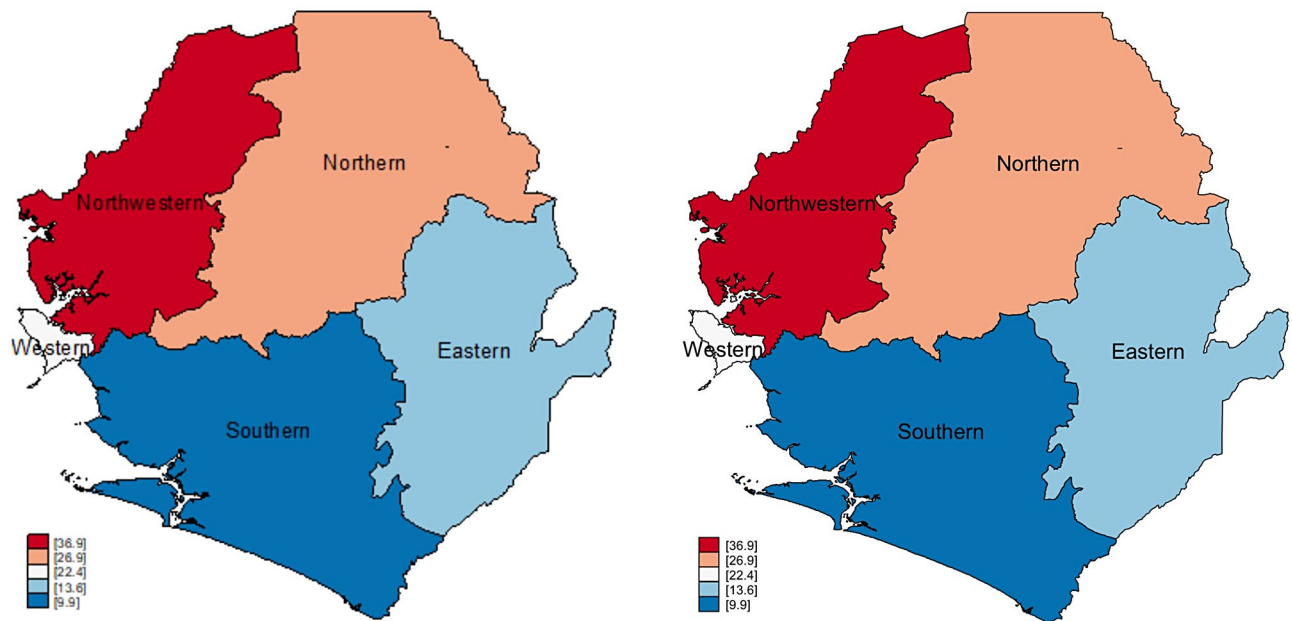 Northern
Northwestern
Western
Eastern
Southern
[36.9]
[26.9]
[22.4]
[13.6]
[9.9]
Northern
Northwestern
Western
Eastern
Southern
[36.9]
[26.9]
[22.4]
[13.6]
[9.9]